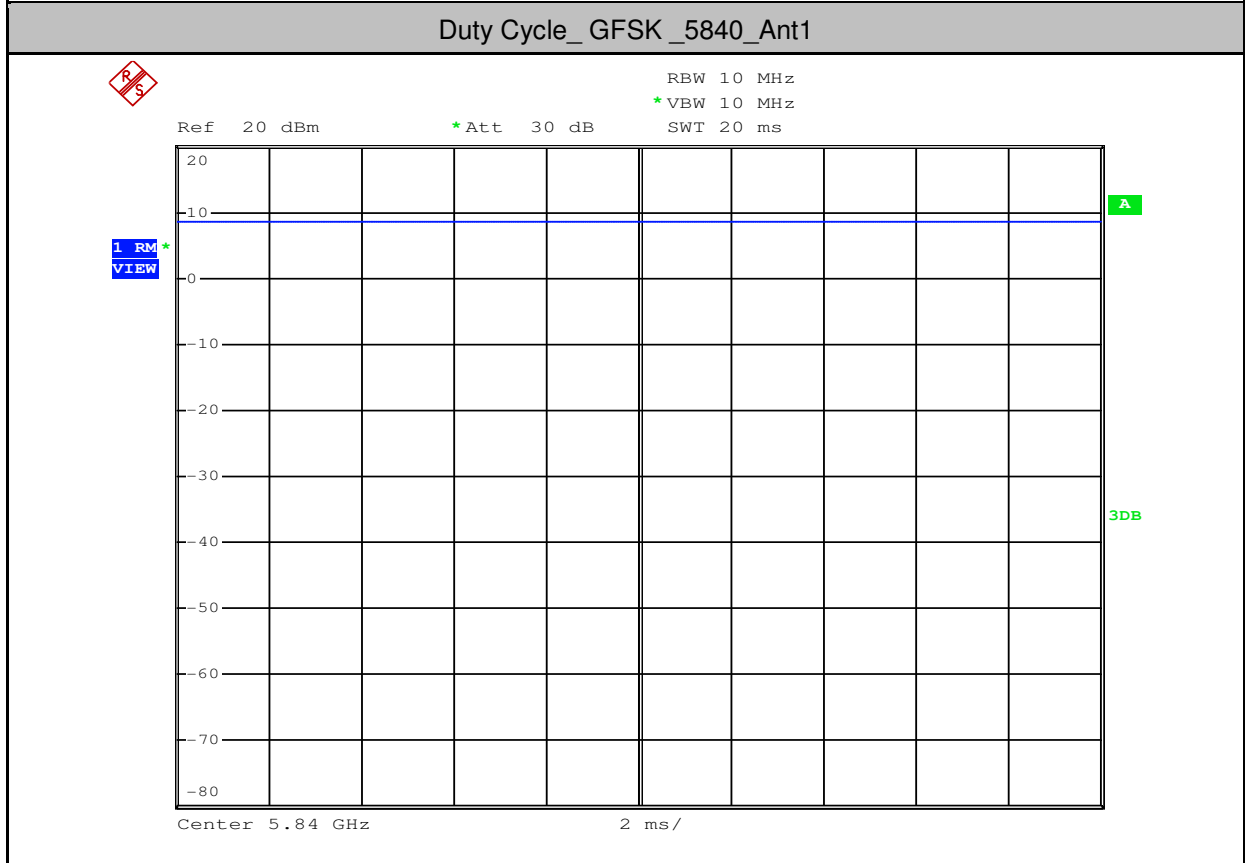 Duty Cycle_ GFSK _5840_Ant1
R S
RBW 10 MHz
*VBW 10 MHz
Ref 20 dBm *Att 30 dB SWT 20 ms
20
10
A
1 RM *
VIEW
0
-10
-20
-30
3DB
-40
-50
-60
-70
-80
Center 5.84 GHz 2 ms/